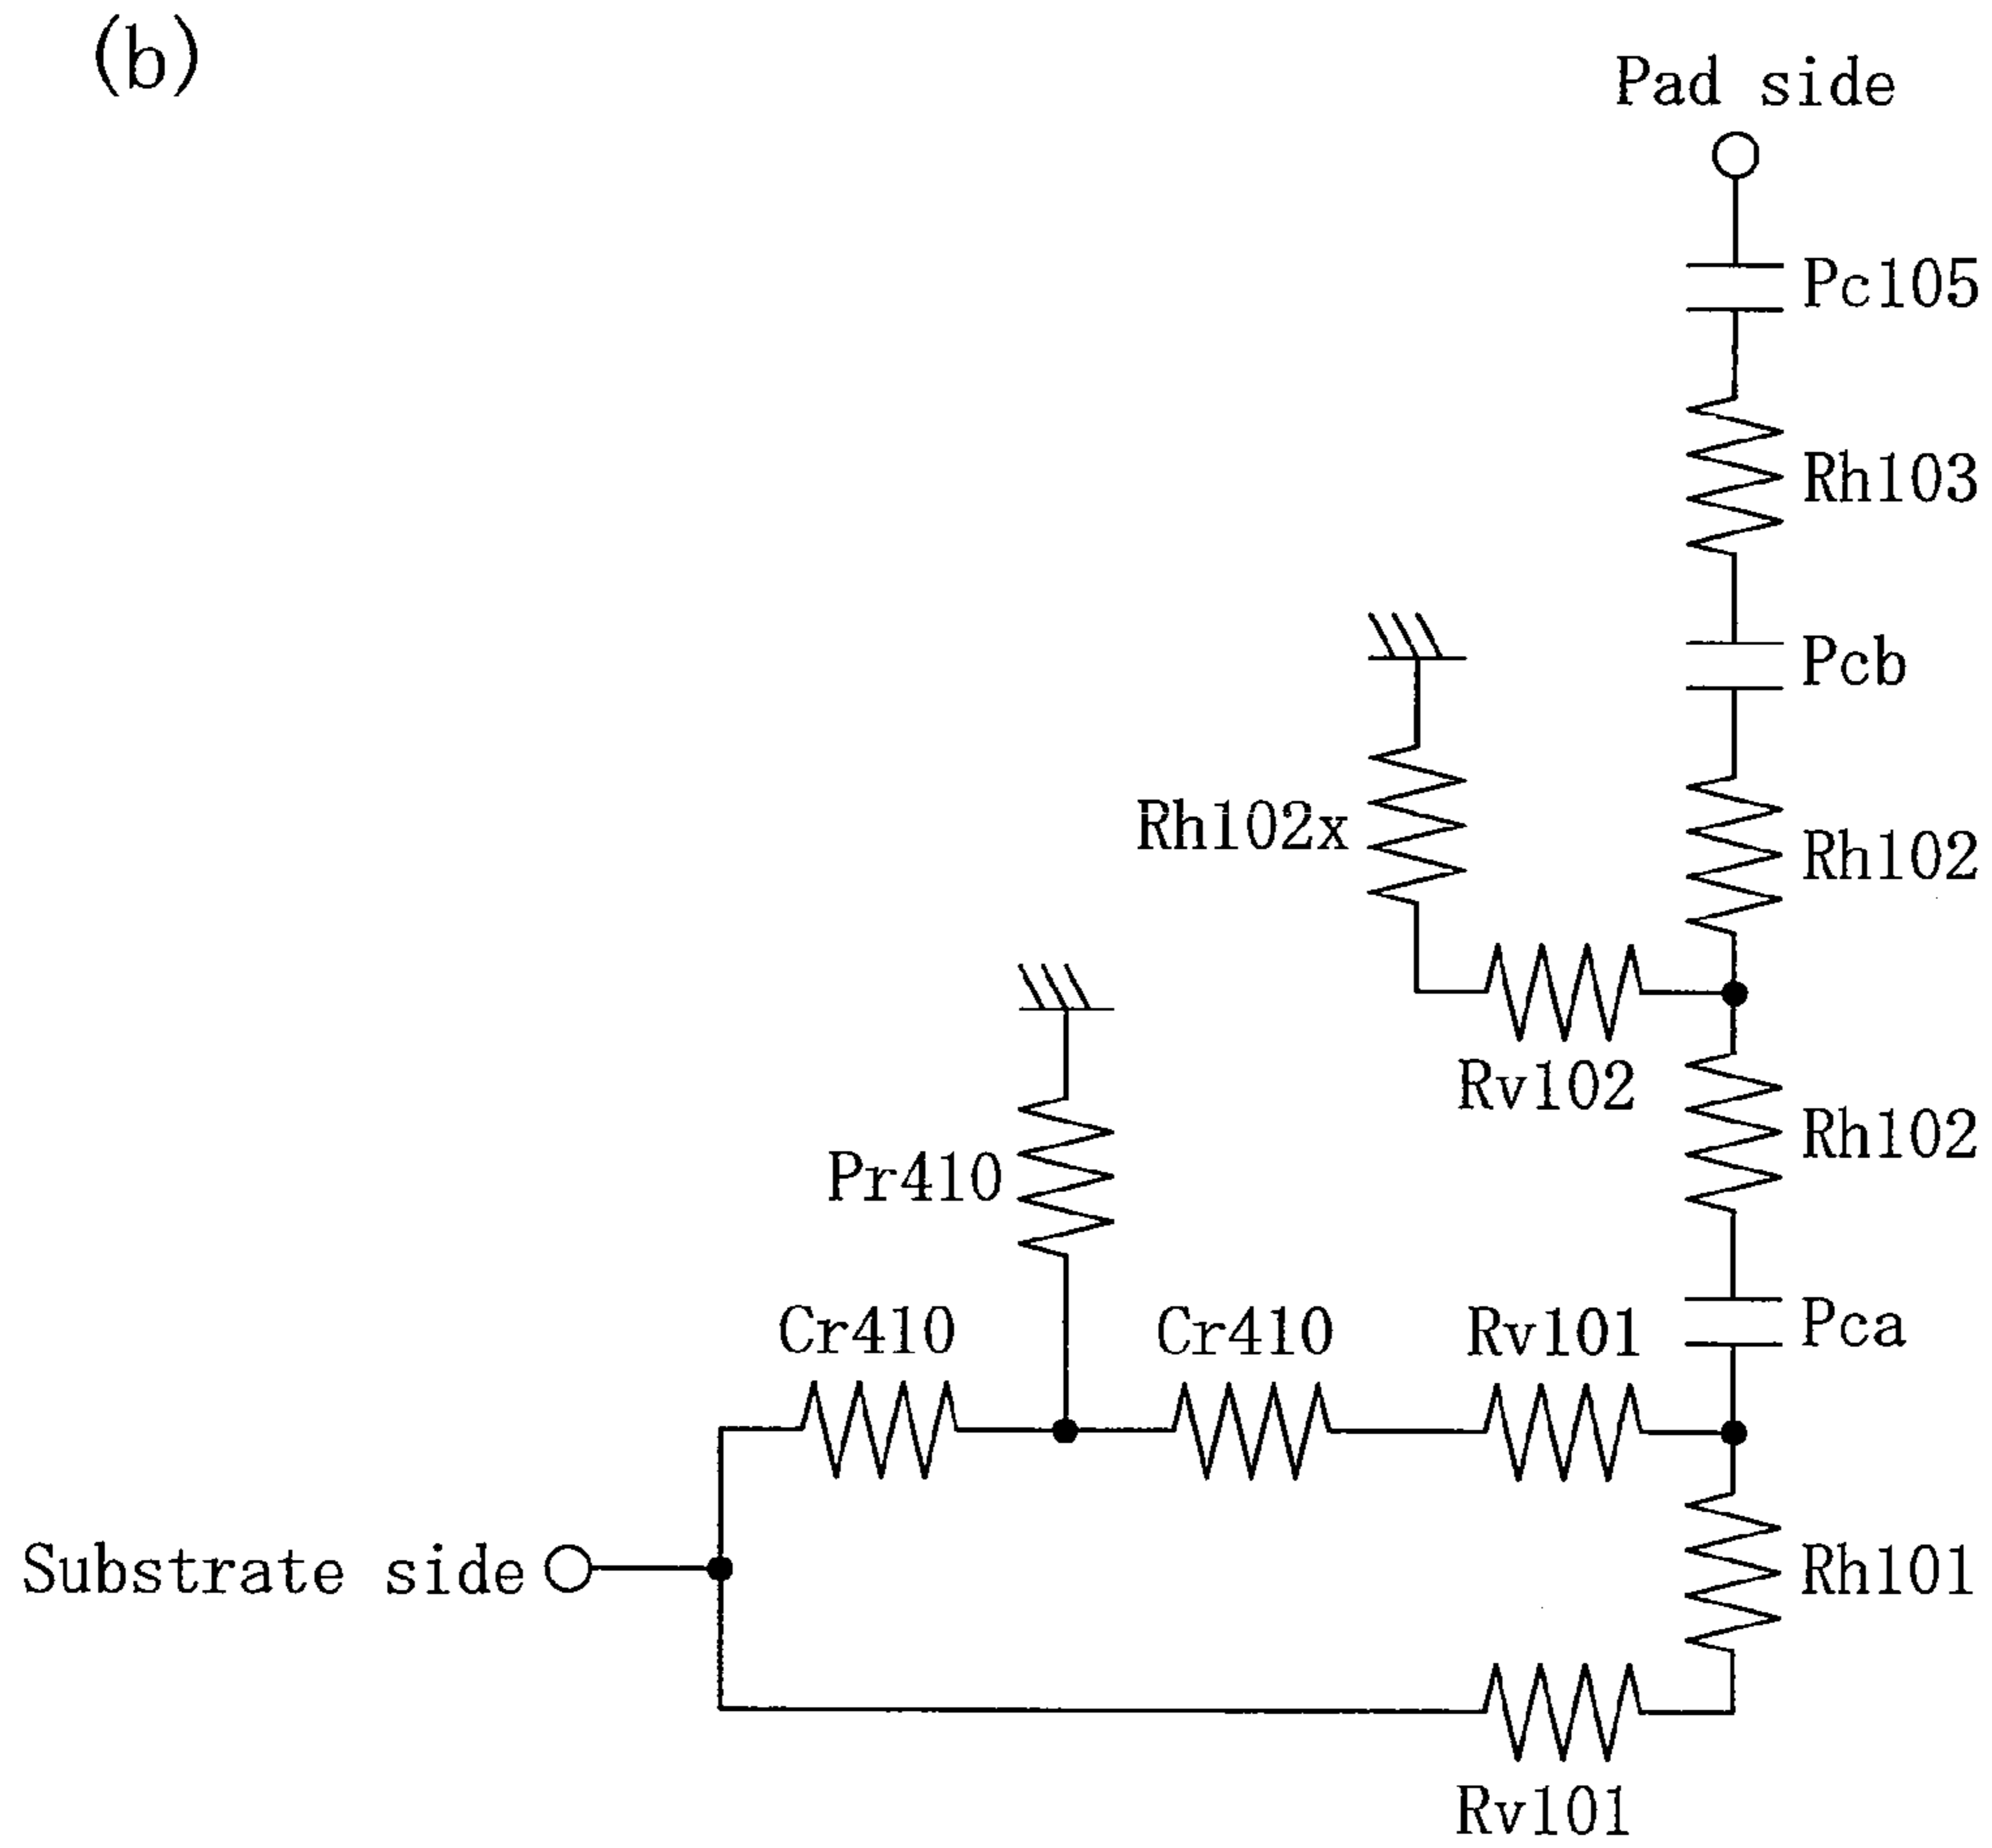 (b)
Pad side
Pc105
Rh103
Pcb
Rh102x
Rh102
Rv102
Rh102
Pr410
Cr410
Cr410
Rv101
Pca
Substrate side
Rh101
Rv101